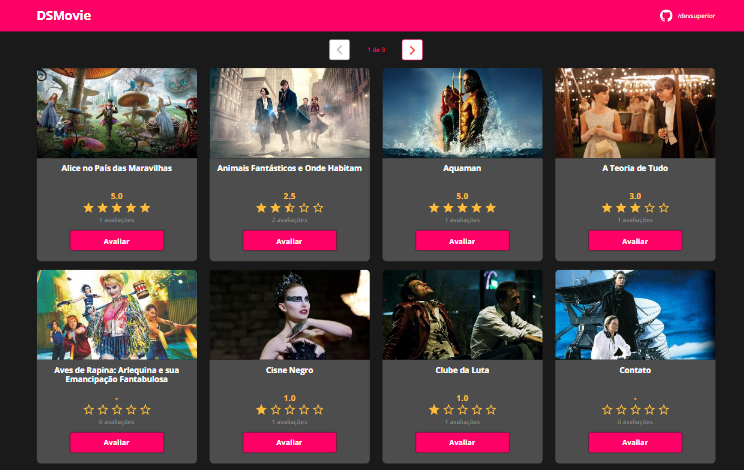 DSMovie
/devsuperior
1 de 3
Alice no País das Maravilhas
5.0
1 avaliações
Avaliar
Animais Fantásticos e Onde Habitam
2.5
2 avaliações
Avaliar
Aquaman
5.0
1 avaliações
Avaliar
A Teoria de Tudo
3.0
1 avaliações
Avaliar
Aves de Rapina: Arlequina e sua
Emancipação Fantabulosa
-
0 avaliações
Avaliar
Cisne Negro
1.0
1 avaliações
Avaliar
Clube da Luta
1.0
1 avaliações
Avaliar
Contato
-
0 avaliações
Avaliar